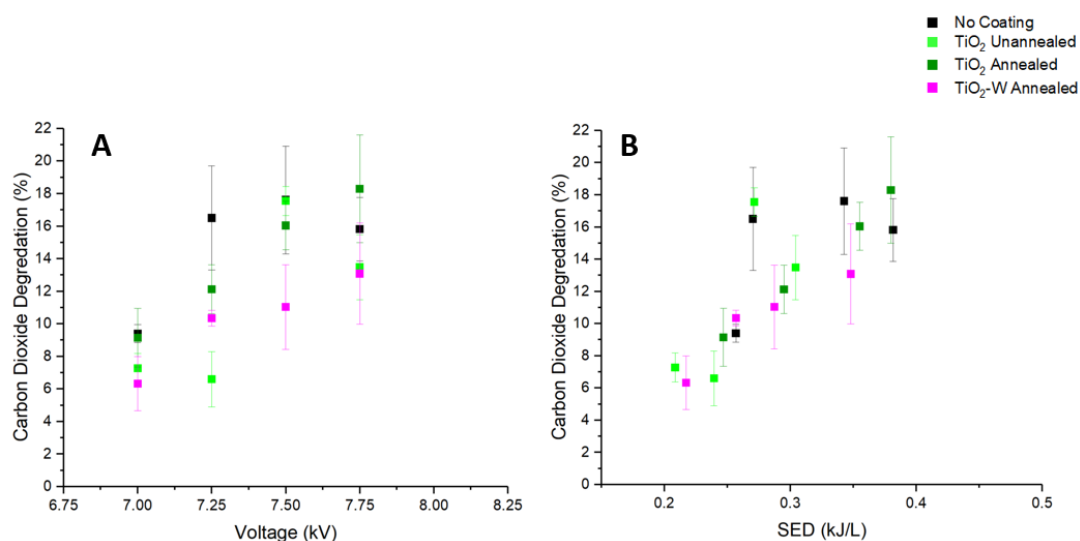 No Coating
TiO2 Unannealed
TiO2 Annealed
TiO2-W Annealed
A
Carbon Dioxide Degredation (%)
22
20
18
16
14
12
10
8
6
4
2
0
6.75 7.00 7.25 7.50 7.75 8.00 8.25
Voltage (kV)
B
Carbon Dioxide Degredation (%)
22
20
18
16
14
12
10
8
6
4
2
0
0.2 0.3 0.4 0.5
SED (kJ/L)